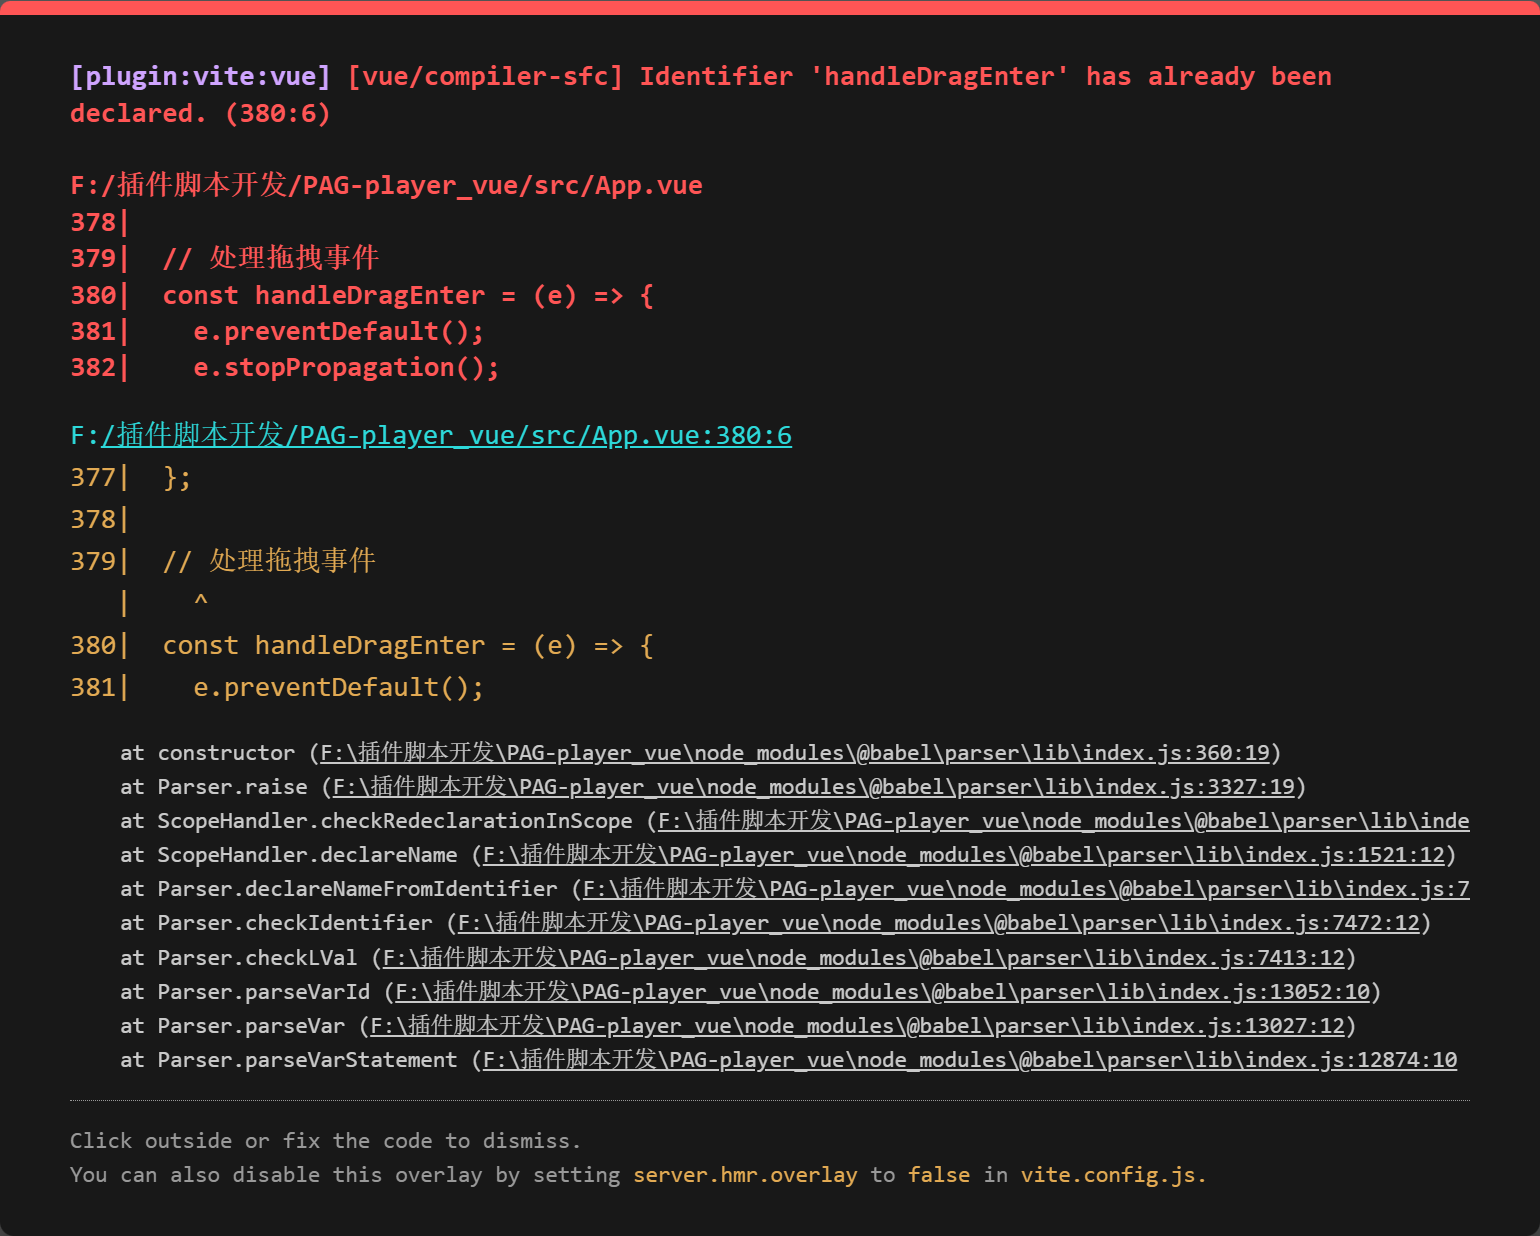 [plugin:vite:vue] [vue/compiler-sfc] Identifier 'handleDragEnter' has already been
declared. (380:6)
F:/插件脚本开发/PAG-player_vue/src/App.vue
378|
379|  // 处理拖拽事件
380|  const handleDragEnter = (e) => {
381|    e.preventDefault();
382|    e.stopPropagation();
F:/插件脚本开发/PAG-player_vue/src/App.vue:380:6
377|  };
378|
379|  // 处理拖拽事件
   |    ^
380|  const handleDragEnter = (e) => {
381|    e.preventDefault();
at constructor (F:\插件脚本开发\PAG-player_vue\node_modules\@babel\parser\lib\index.js:360:19)
at Parser.raise (F:\插件脚本开发\PAG-player_vue\node_modules\@babel\parser\lib\index.js:3327:19)
at ScopeHandler.checkRedeclarationInScope (F:\插件脚本开发\PAG-player_vue\node_modules\@babel\parser\lib\inde
at ScopeHandler.declareName (F:\插件脚本开发\PAG-player_vue\node_modules\@babel\parser\lib\index.js:1521:12)
at Parser.declareNameFromIdentifier (F:\插件脚本开发\PAG-player_vue\node_modules\@babel\parser\lib\index.js:7
at Parser.checkIdentifier (F:\插件脚本开发\PAG-player_vue\node_modules\@babel\parser\lib\index.js:7472:12)
at Parser.checkLVal (F:\插件脚本开发\PAG-player_vue\node_modules\@babel\parser\lib\index.js:7413:12)
at Parser.parseVarId (F:\插件脚本开发\PAG-player_vue\node_modules\@babel\parser\lib\index.js:13052:10)
at Parser.parseVar (F:\插件脚本开发\PAG-player_vue\node_modules\@babel\parser\lib\index.js:13027:12)
at Parser.parseVarStatement (F:\插件脚本开发\PAG-player_vue\node_modules\@babel\parser\lib\index.js:12874:10
Click outside or fix the code to dismiss.
You can also disable this overlay by setting server.hmr.overlay to false in vite.config.js.